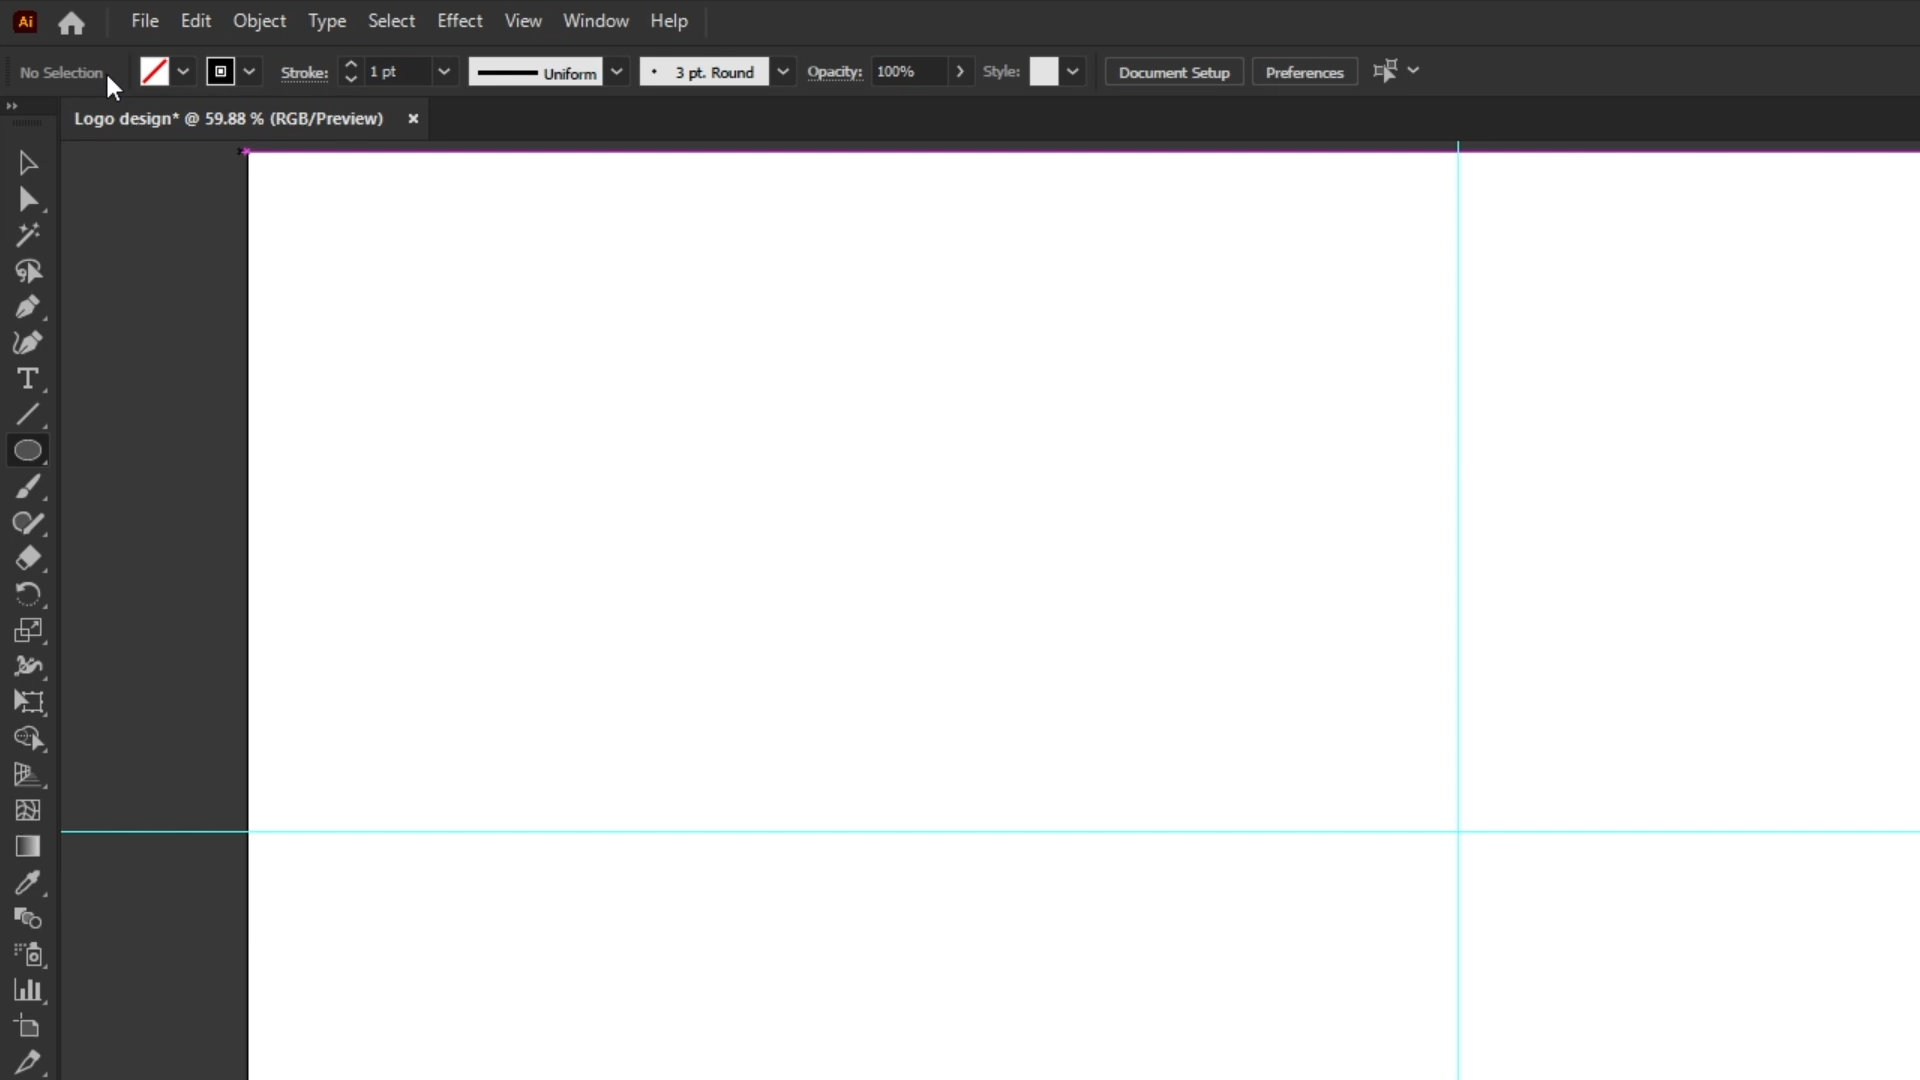 Ai File Edit Object Type Select Effect View Window Help
No Selection Stroke: 1 pt Uniform 3 pt. Round Opacity: 100% Style: Document Setup Preferences
Logo design* @ 59.88 % (RGB/Preview)